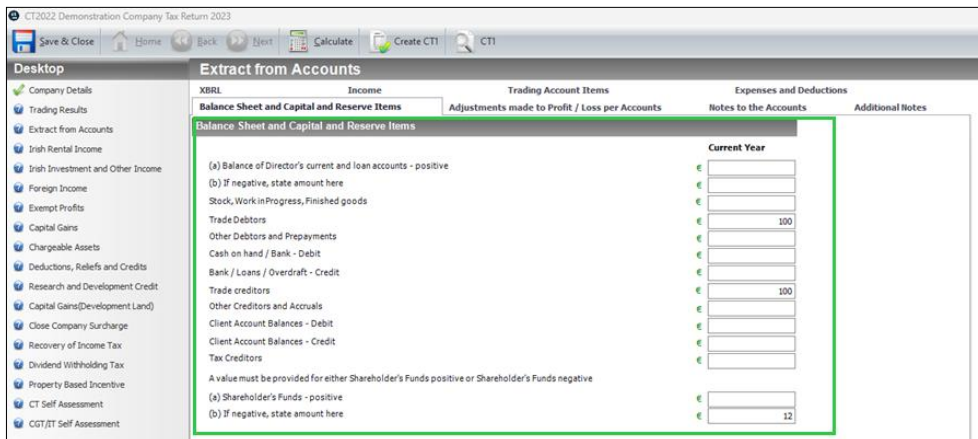 CT2022 Demonstration Company Tax Return 2023
Save & Close Home Back Next Calculate Create CT1 CT1
Desktop
Extract from Accounts
Company Details
Trading Results
Extract from Accounts
Irish Rental Income
Irish Investment and Other Income
Foreign Income
Exempt Profits
Capital Gains
Chargeable Assets
Deductions, Reliefs and Credits
Research and Development Credit
Capital Gains(Development Land)
Close Company Surcharge
Recovery of Income Tax
Dividend Withholding Tax
Property Based Incentive
CT Self Assessment
CGT/IT Self Assessment
XBRL Income Trading Account Items Expenses and Deductions
Balance Sheet and Capital and Reserve Items Adjustments made to Profit / Loss per Accounts Notes to the Accounts Additional Notes
Balance Sheet and Capital and Reserve Items
Current Year
(a) Balance of Director's current and loan accounts - positive €
(b) If negative, state amount here €
Stock, Work inProgress, Finished goods €
Trade Debtors € 100
Other Debtors and Prepayments €
Cash on hand / Bank - Debit €
Bank / Loans / Overdraft - Credit €
Trade creditors € 100
Other Creditors and Accruals €
Client Account Balances - Debit €
Client Account Balances - Credit €
Tax Creditors €
A value must be provided for either Shareholder's Funds positive or Shareholder's Funds negative
(a) Shareholder's Funds - positive €
(b) If negative, state amount here € 12